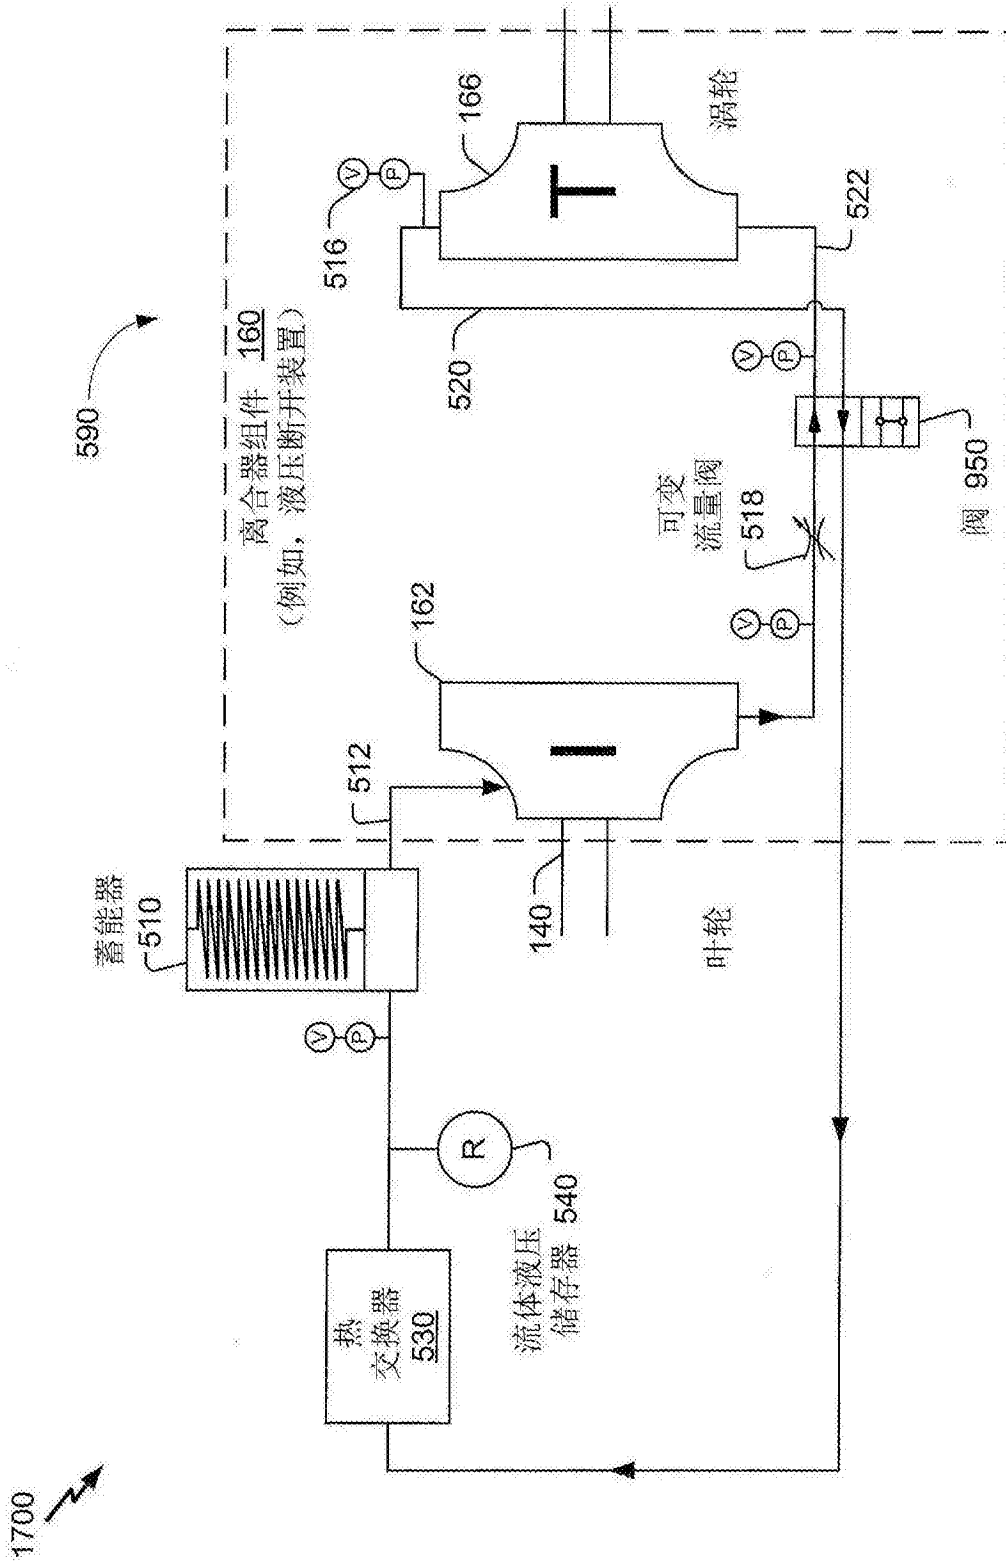 1700
590
离合器组件 160
（例如，液压断开装置）
蓄能器
510
512
162
I
140
叶轮
516
V
P
166
T
涡轮
520
522
V
P
V
P
可变
流量阀
518
阀 950
V
P
R
流体液压
储存器 540
热
交换器
530